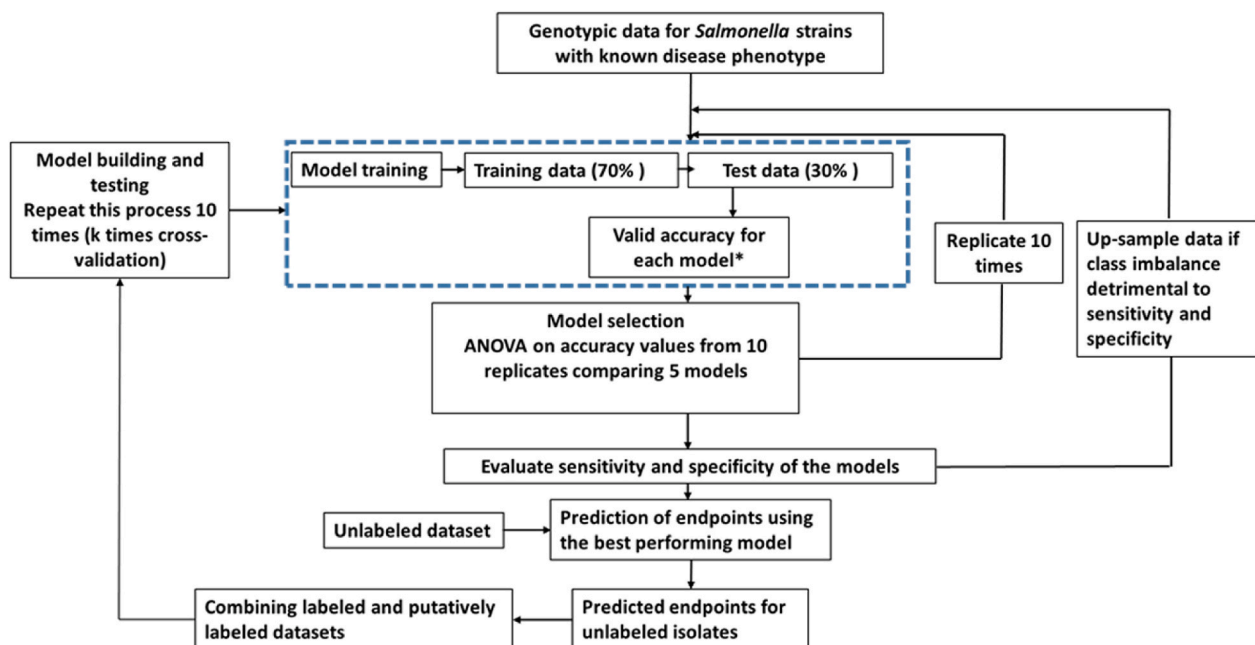 Genotypic data for Salmonella strains
with known disease phenotype
Model building and
testing
Repeat this process 10
times (k times cross-
validation)
Model training
Training data (70% )
Test data (30% )
Valid accuracy for
each model*
Replicate 10
times
Up-sample data if
class imbalance
detrimental to
sensitivity and
specificity
Model selection
ANOVA on accuracy values from 10
replicates comparing 5 models
Evaluate sensitivity and specificity of the models
Unlabeled dataset
Prediction of endpoints using
the best performing model
Combining labeled and putatively
labeled datasets
Predicted endpoints for
unlabeled isolates